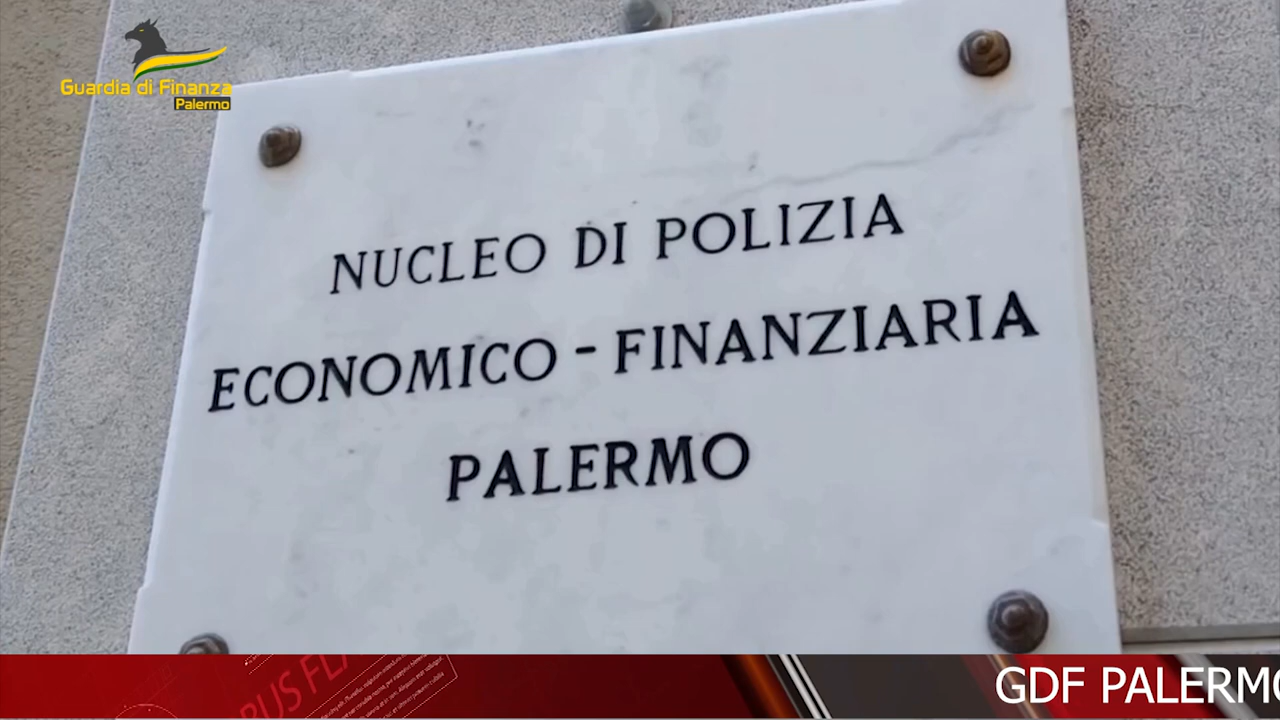 Guardia di Finanza
Palermo
NUCLEO DI POLIZIA
ECONOMICO - FINANZIARIA
PALERMO
GDF PALERMO